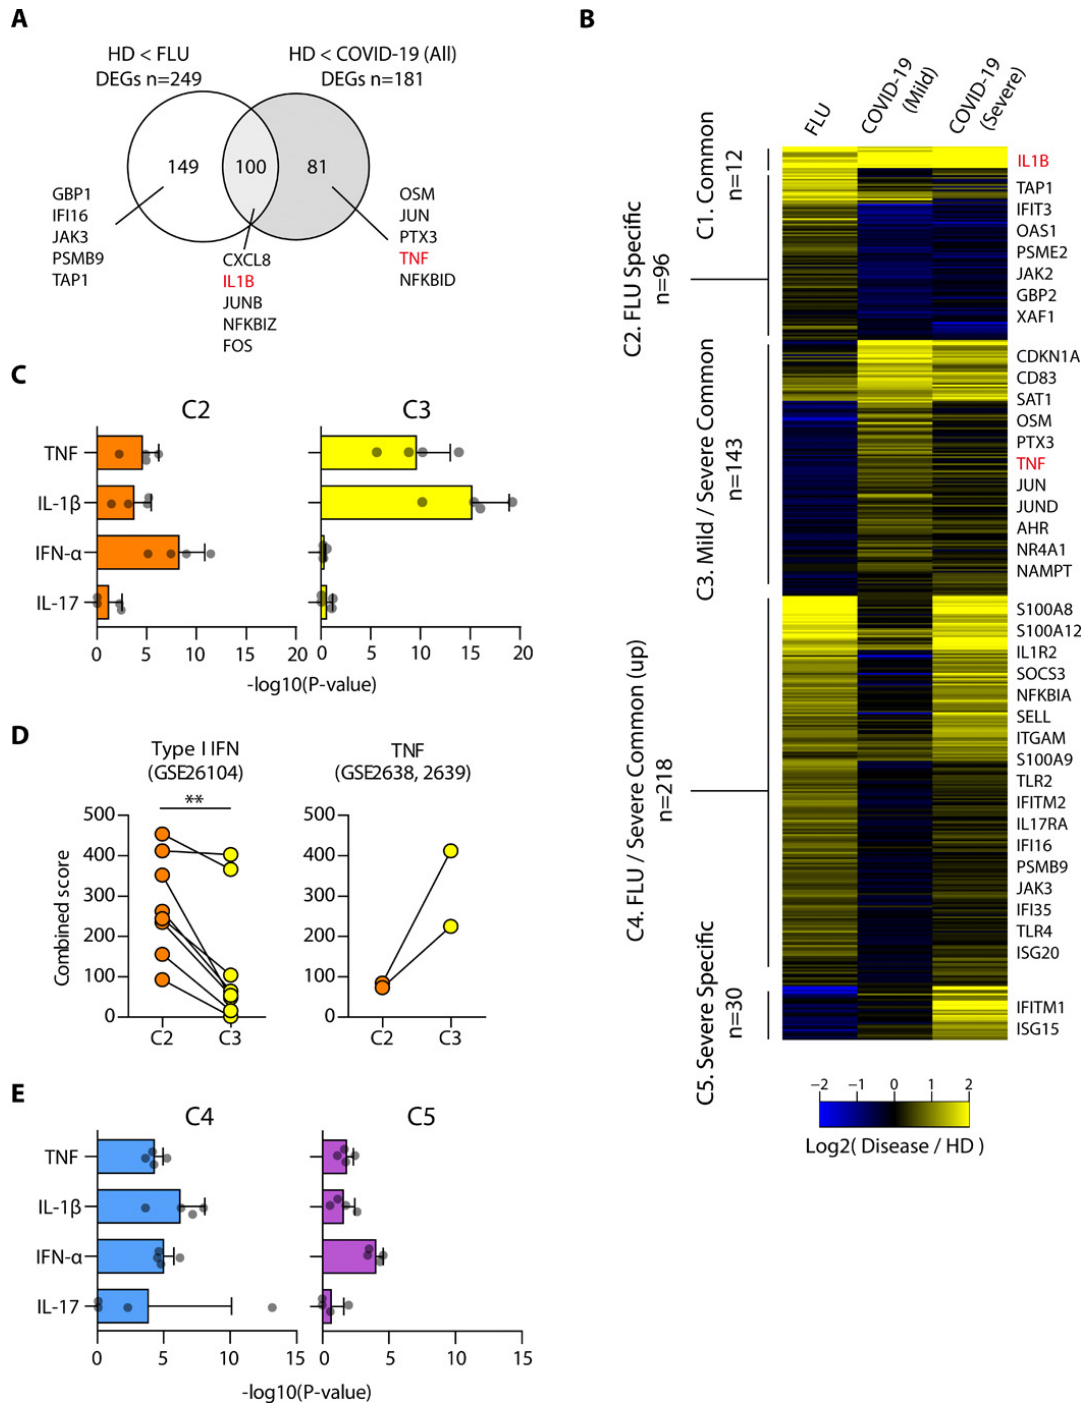 A
HD < FLU
DEGs n=249
HD < COVID-19 (All)
DEGs n=181
149
100
81
GBP1
IFI16
JAK3
PSMB9
TAP1
CXCL8
IL1B
JUNB
NFKBIZ
FOS
OSM
JUN
PTX3
TNF
NFKBID
B
FLU
COVID-19
(Mild)
COVID-19
(Severe)
C1. Common
n=12
C2. FLU Specific
n=96
C3. Mild / Severe Common
n=143
C4. FLU / Severe Common (up)
n=218
C5. Severe Specific
n=30
IL1B
TAP1
IFIT3
OAS1
PSME2
JAK2
GBP2
XAF1
CDKN1A
CD83
SAT1
OSM
PTX3
TNF
JUN
JUND
AHR
NR4A1
NAMPT
S100A8
S100A12
IL1R2
SOCS3
NFKBIA
SELL
ITGAM
S100A9
TLR2
IFITM2
IL17RA
IFI16
PSMB9
JAK3
IFI35
TLR4
ISG20
IFITM1
ISG15
−2 −1 0 1 2
Log2( Disease / HD )
C
C2
C3
TNF
IL-1β
IFN-α
IL-17
0 5 10 15 20
0 5 10 15 20
-log10(P-value)
D
Type I IFN
(GSE26104)
TNF
(GSE2638, 2639)
**
Combined score
500
400
300
200
100
0
C2 C3
500
400
300
200
100
0
C2 C3
E
C4
C5
TNF
IL-1β
IFN-α
IL-17
0 5 10 15
0 5 10 15
-log10(P-value)